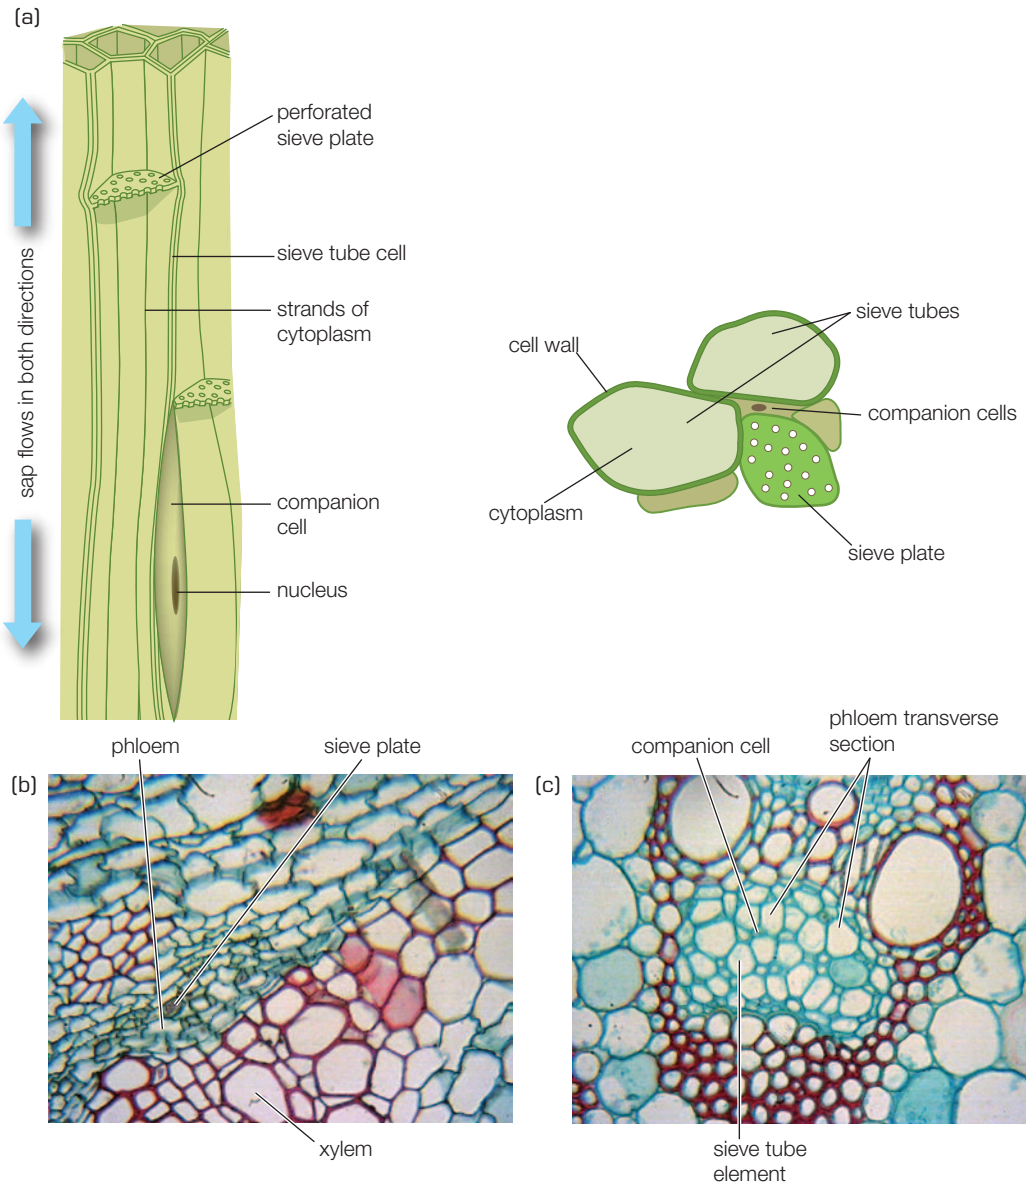 (a)
perforated
sieve plate
sieve tube cell
strands of
cytoplasm
sap flows in both directions
companion
cell
nucleus
sieve tubes
cell wall
companion cells
cytoplasm
sieve plate
phloem
sieve plate
(b)
xylem
companion cell
phloem transverse
section
(c)
sieve tube
element